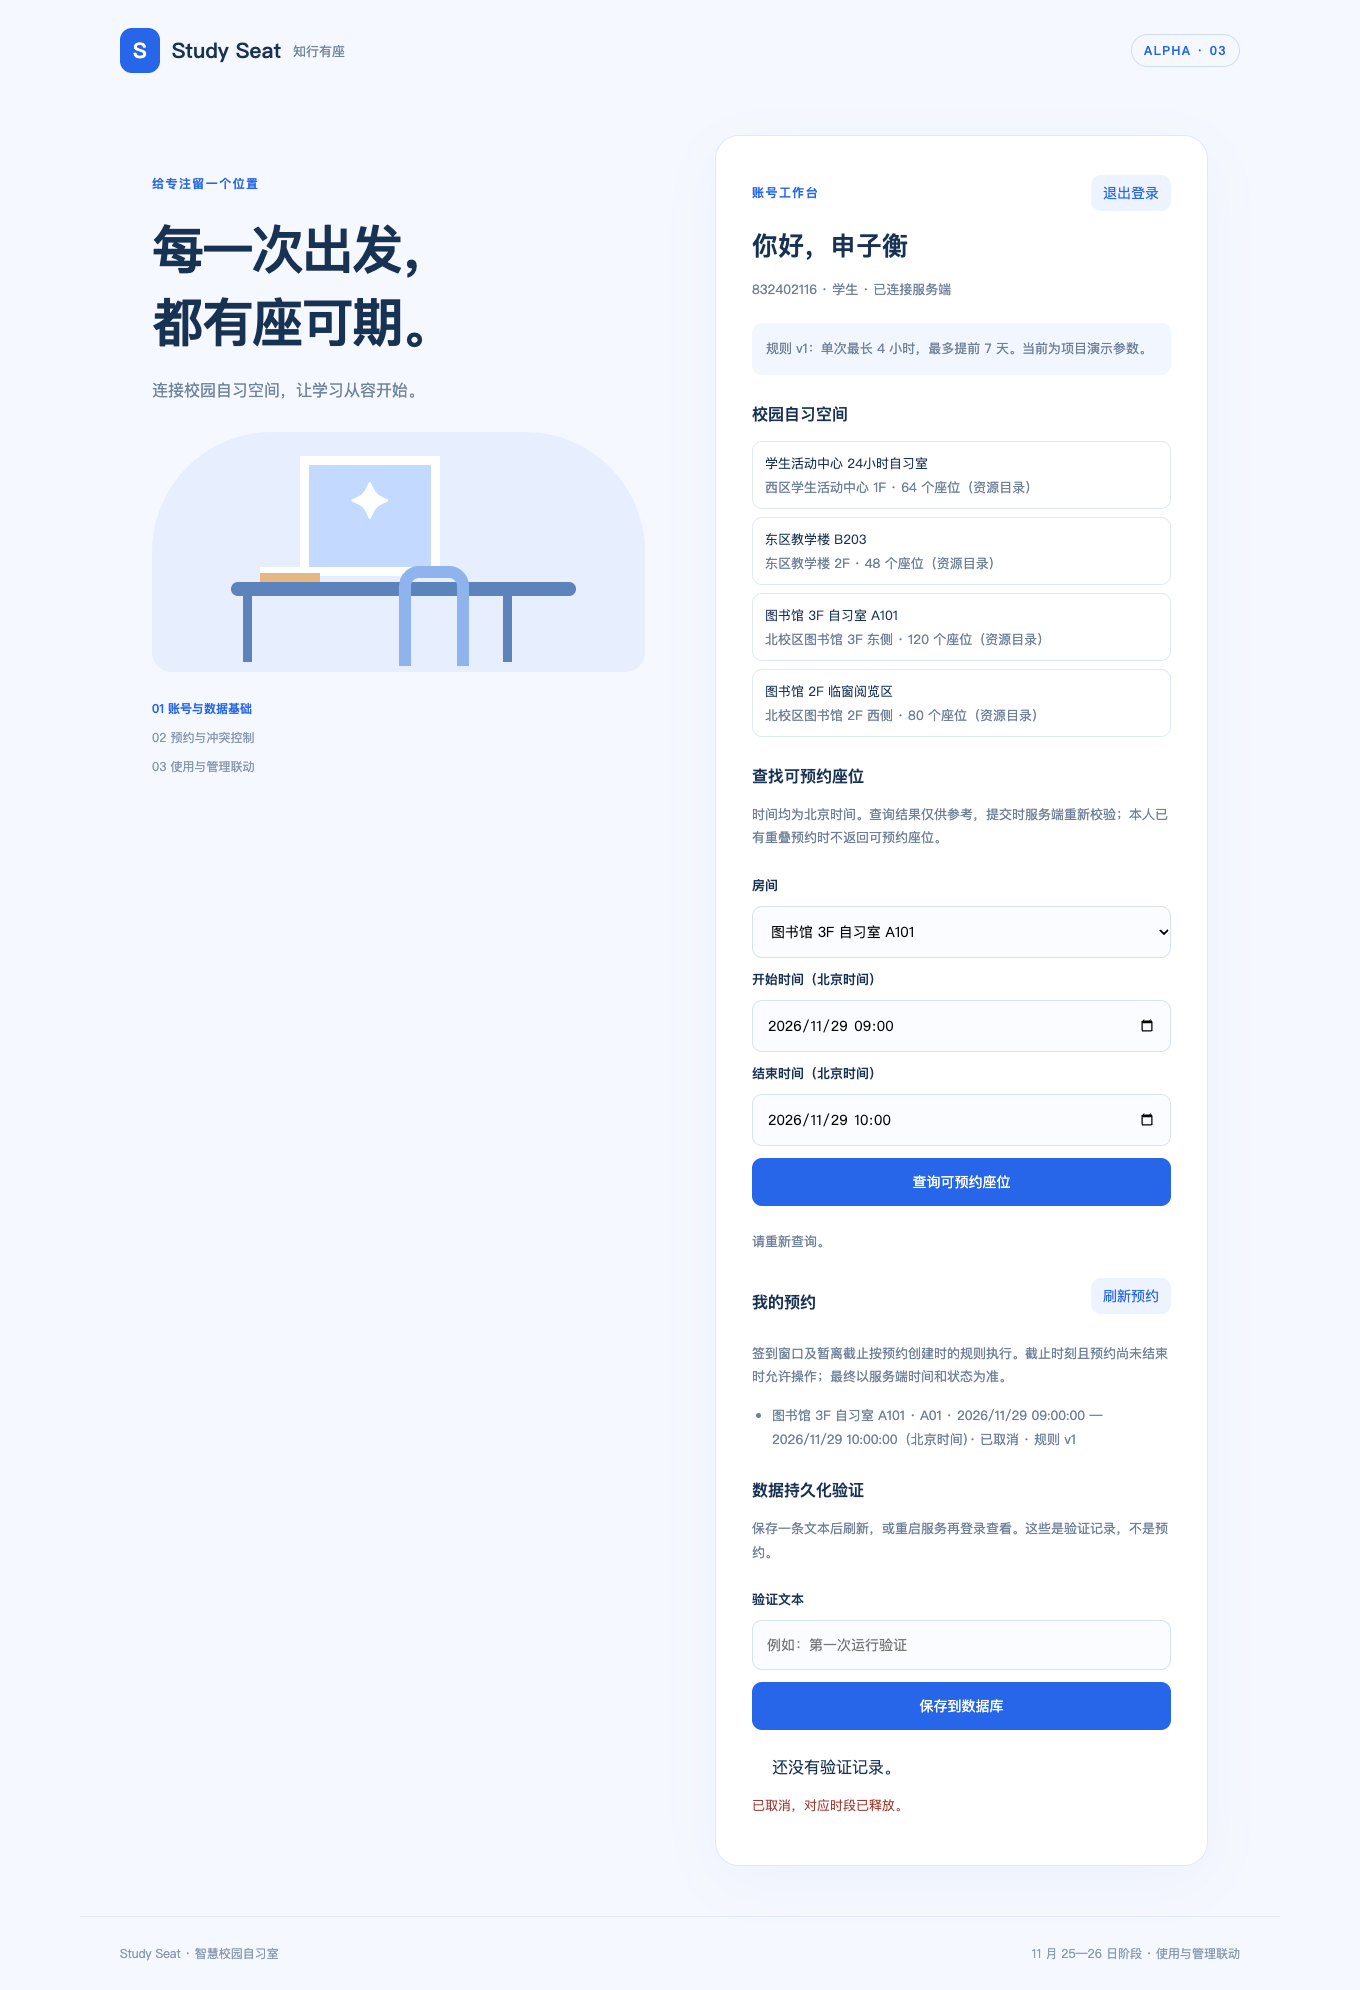 S Study Seat 知行有座
ALPHA · 03
给专注留一个位置
每一次出发，
都有座可期。
连接校园自习空间，让学习从容开始。
01 账号与数据基础
02 预约与冲突控制
03 使用与管理联动
账号工作台
退出登录
你好，申子衡
832402116 · 学生 · 已连接服务端
规则 v1：单次最长 4 小时，最多提前 7 天。当前为项目演示参数。
校园自习空间
学生活动中心 24小时自习室
西区学生活动中心 1F · 64 个座位（资源目录）
东区教学楼 B203
东区教学楼 2F · 48 个座位（资源目录）
图书馆 3F 自习室 A101
北校区图书馆 3F 东侧 · 120 个座位（资源目录）
图书馆 2F 临窗阅览区
北校区图书馆 2F 西侧 · 80 个座位（资源目录）
查找可预约座位
时间均为北京时间。查询结果仅供参考，提交时服务端重新校验；本人已
有重叠预约时不返回可预约座位。
房间
图书馆 3F 自习室 A101
开始时间（北京时间）
2026/11/29 09:00
结束时间（北京时间）
2026/11/29 10:00
查询可预约座位
请重新查询。
我的预约
刷新预约
签到窗口及暂离截止按预约创建时的规则执行。截止时刻且预约尚未结束
时允许操作；最终以服务端时间和状态为准。
图书馆 3F 自习室 A101 · A01 · 2026/11/29 09:00:00 —
2026/11/29 10:00:00（北京时间）· 已取消 · 规则 v1
数据持久化验证
保存一条文本后刷新，或重启服务再登录查看。这些是验证记录，不是预
约。
验证文本
例如：第一次运行验证
保存到数据库
还没有验证记录。
已取消，对应时段已释放。
Study Seat · 智慧校园自习室
11 月 25—26 日阶段 · 使用与管理联动